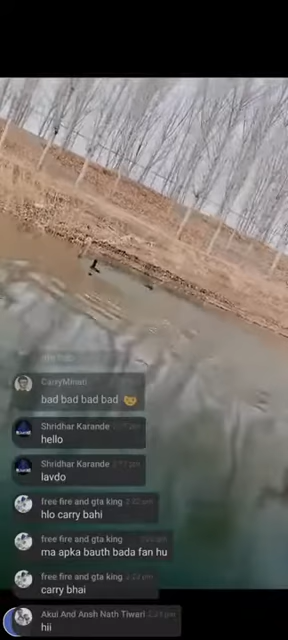 CarryMinati
bad bad bad bad
Shridhar Karande
hello
Shridhar Karande
lavdo
free fire and gta king
hlo carry bahi
free fire and gta king
ma apka bauth bada fan hu
free fire and gta king
carry bhai
Akul And Ansh Nath Tiwari
hii